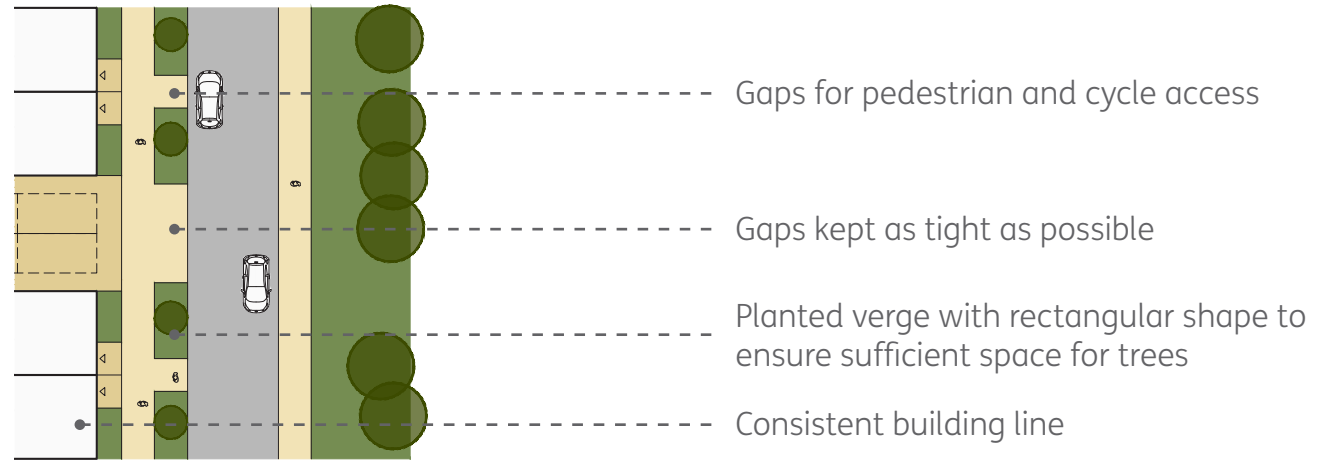 Gaps for pedestrian and cycle access
Gaps kept as tight as possible
Planted verge with rectangular shape to
ensure sufficient space for trees
Consistent building line